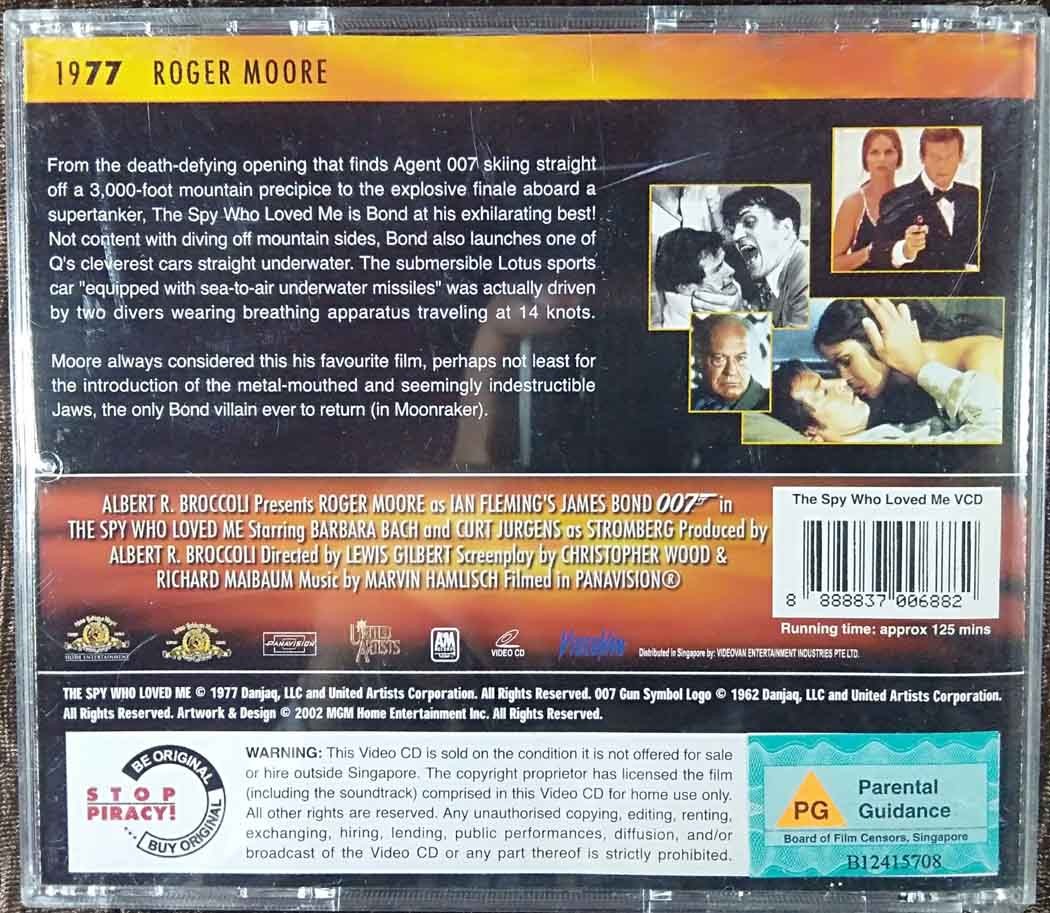 1977 ROGER MOORE
From the death-defying opening that finds Agent 007 skiing straight
off a 3,000-foot mountain precipice to the explosive finale aboard a
supertanker, The Spy Who Loved Me is Bond at his exhilarating best!
Not content with diving off mountain sides, Bond also launches one of
Q's cleverest cars straight underwater. The submersible Lotus sports
car "equipped with sea-to-air underwater missiles" was actually driven
by two divers wearing breathing apparatus traveling at 14 knots.
Moore always considered this his favourite film, perhaps not least for
the introduction of the metal-mouthed and seemingly indestructible
Jaws, the only Bond villain ever to return (in Moonraker).
ALBERT R. BROCCOLI Presents ROGER MOORE as IAN FLEMING'S JAMES BOND 007 in
THE SPY WHO LOVED ME Starring BARBARA BACH and CURT JURGENS as STROMBERG Produced by
ALBERT R. BROCCOLI Directed by LEWIS GILBERT Screenplay by CHRISTOPHER WOOD &
RICHARD MAIBAUM Music by MARVIN HAMLISCH Filmed in PANAVISION®
The Spy Who Loved Me VCD
8 888837 006882
Running time: approx 125 mins
HOME ENTERTAINMENT
PANAVISION
United Artists
VIDEO CD
VideoVan
Distributed in Singapore by: VIDEOVAN ENTERTAINMENT INDUSTRIES PTE LTD.
THE SPY WHO LOVED ME © 1977 Danjaq, LLC and United Artists Corporation. All Rights Reserved. 007 Gun Symbol Logo © 1962 Danjaq, LLC and United Artists Corporation.
All Rights Reserved. Artwork & Design © 2002 MGM Home Entertainment Inc. All Rights Reserved.
BE ORIGINAL
STOP
PIRACY!
...BUY ORIGINAL
WARNING: This Video CD is sold on the condition it is not offered for sale
or hire outside Singapore. The copyright proprietor has licensed the film
(including the soundtrack) comprised in this Video CD for home use only.
All other rights are reserved. Any unauthorised copying, editing, renting,
exchanging, hiring, lending, public performances, diffusion, and/or
broadcast of the Video CD or any part thereof is strictly prohibited.
PG
Parental
Guidance
Board of Film Censors, Singapore
B12415708